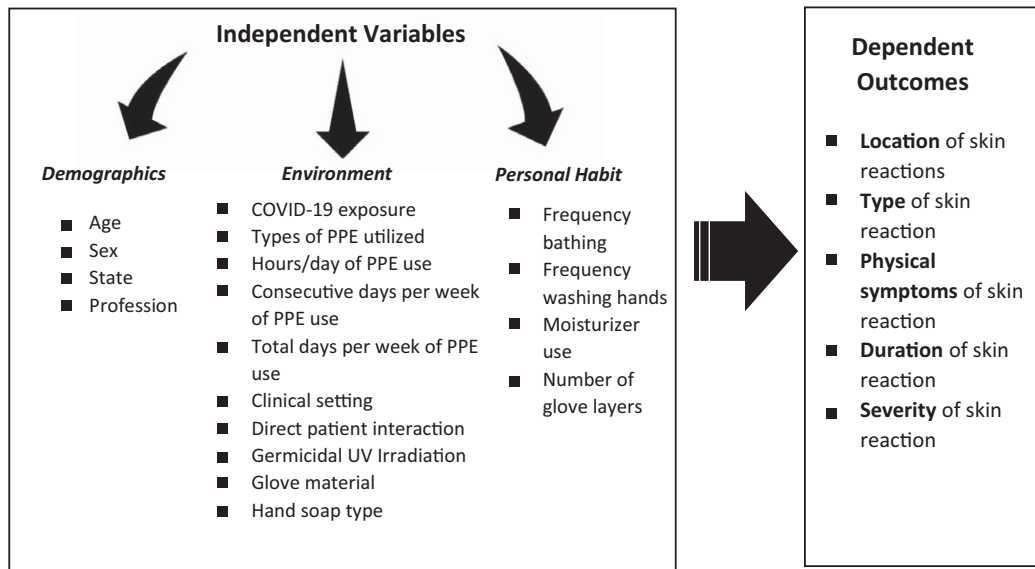 Independent Variables
Demographics
■ Age
■ Sex
■ State
■ Profession
Environment
■ COVID-19 exposure
■ Types of PPE utilized
■ Hours/day of PPE use
■ Consecutive days per week
of PPE use
■ Total days per week of PPE
use
■ Clinical setting
■ Direct patient interaction
■ Germicidal UV Irradiation
■ Glove material
■ Hand soap type
Personal Habit
■ Frequency
bathing
■ Frequency
washing hands
■ Moisturizer
use
■ Number of
glove layers
Dependent
Outcomes
■ Location of skin
reactions
■ Type of skin
reaction
■ Physical
symptoms of skin
reaction
■ Duration of skin
reaction
■ Severity of skin
reaction